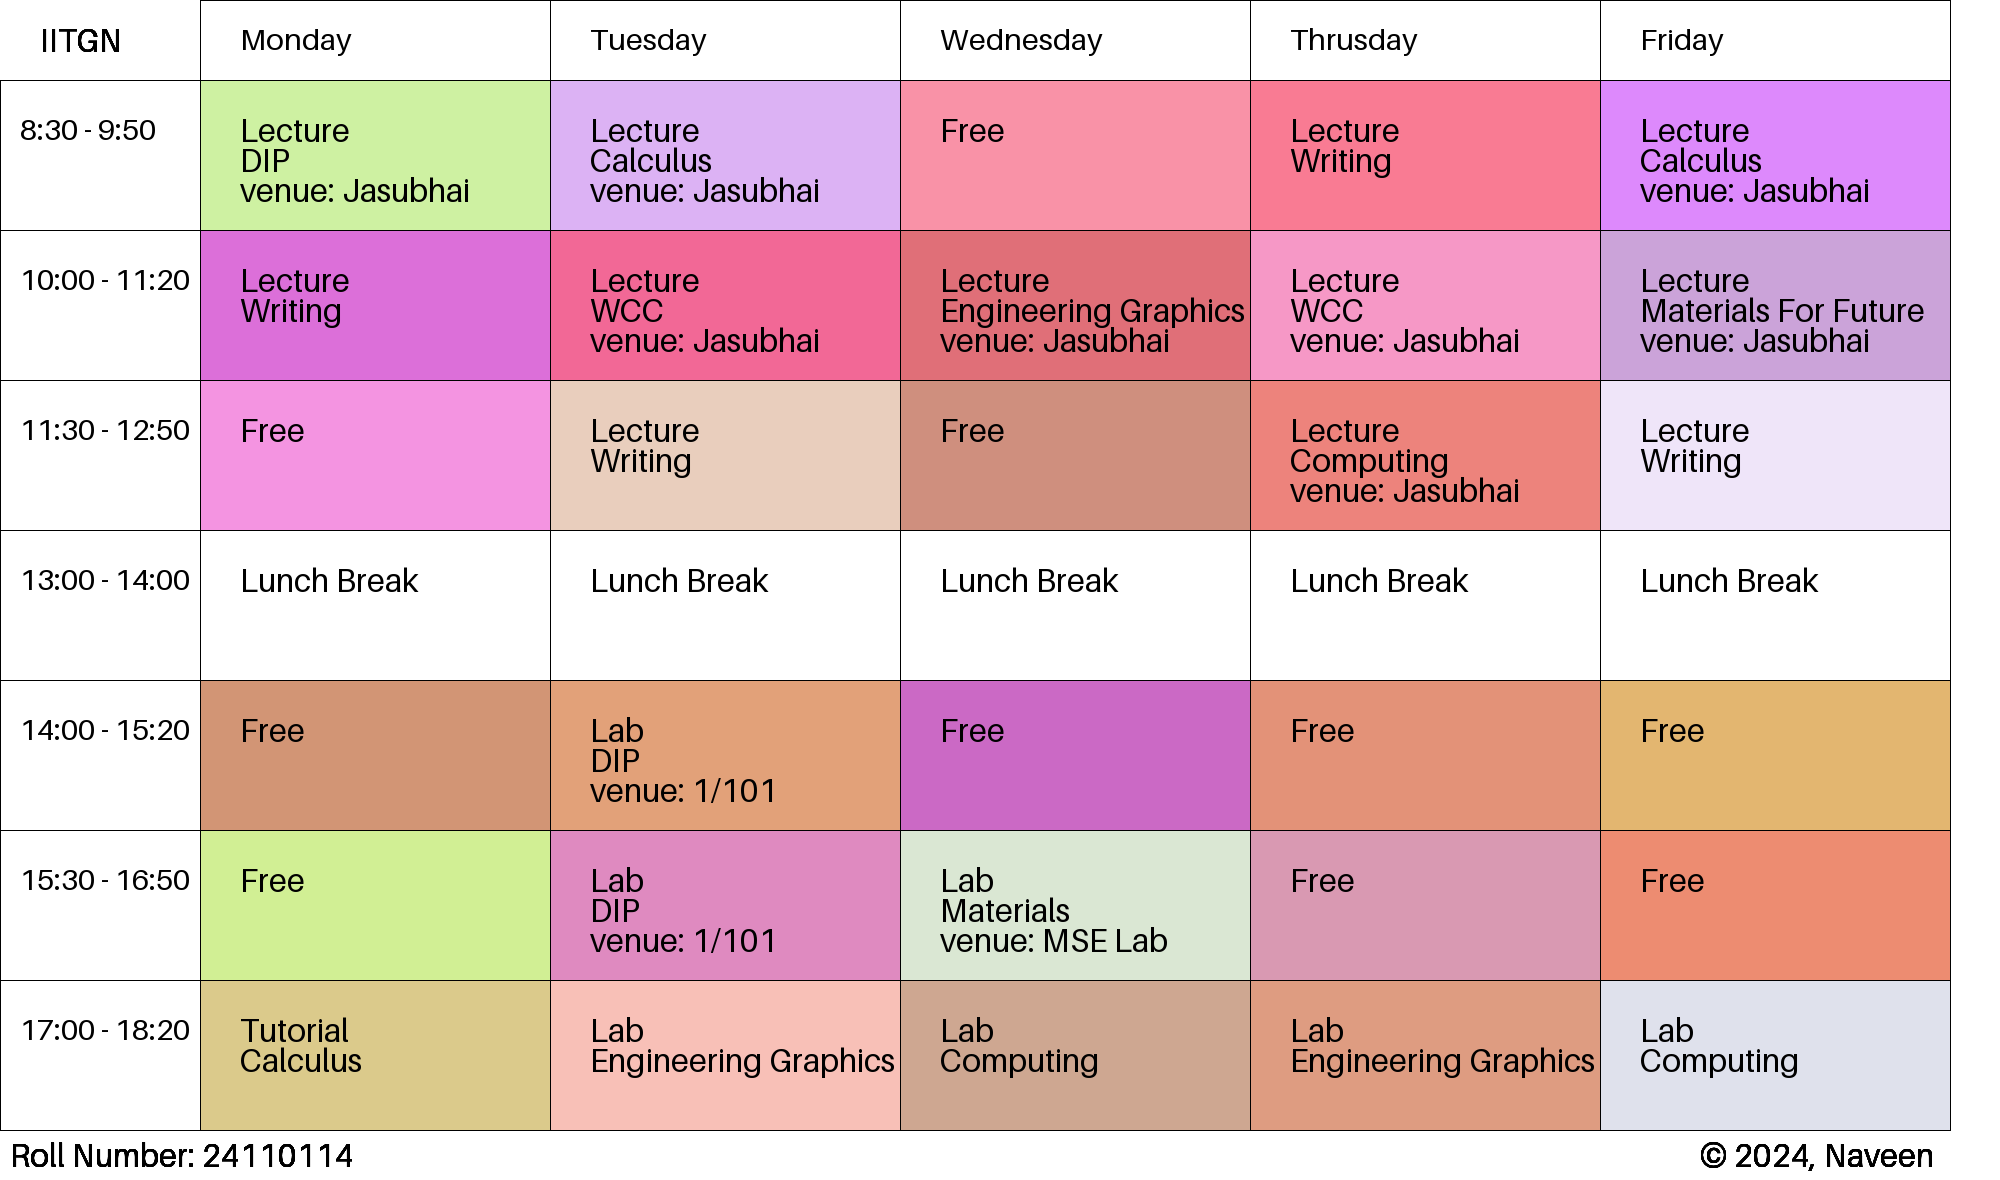 IITGN Monday Tuesday Wednesday Thrusday Friday
8:30 - 9:50
Lecture
DIP
venue: Jasubhai
Lecture
Calculus
venue: Jasubhai
Free
Lecture
Writing
Lecture
Calculus
venue: Jasubhai
10:00 - 11:20
Lecture
Writing
Lecture
WCC
venue: Jasubhai
Lecture
Engineering Graphics
venue: Jasubhai
Lecture
WCC
venue: Jasubhai
Lecture
Materials For Future
venue: Jasubhai
11:30 - 12:50
Free
Lecture
Writing
Free
Lecture
Computing
venue: Jasubhai
Lecture
Writing
13:00 - 14:00
Lunch Break
Lunch Break
Lunch Break
Lunch Break
Lunch Break
14:00 - 15:20
Free
Lab
DIP
venue: 1/101
Free
Free
Free
15:30 - 16:50
Free
Lab
DIP
venue: 1/101
Lab
Materials
venue: MSE Lab
Free
Free
17:00 - 18:20
Tutorial
Calculus
Lab
Engineering Graphics
Lab
Computing
Lab
Engineering Graphics
Lab
Computing
Roll Number: 24110114
© 2024, Naveen